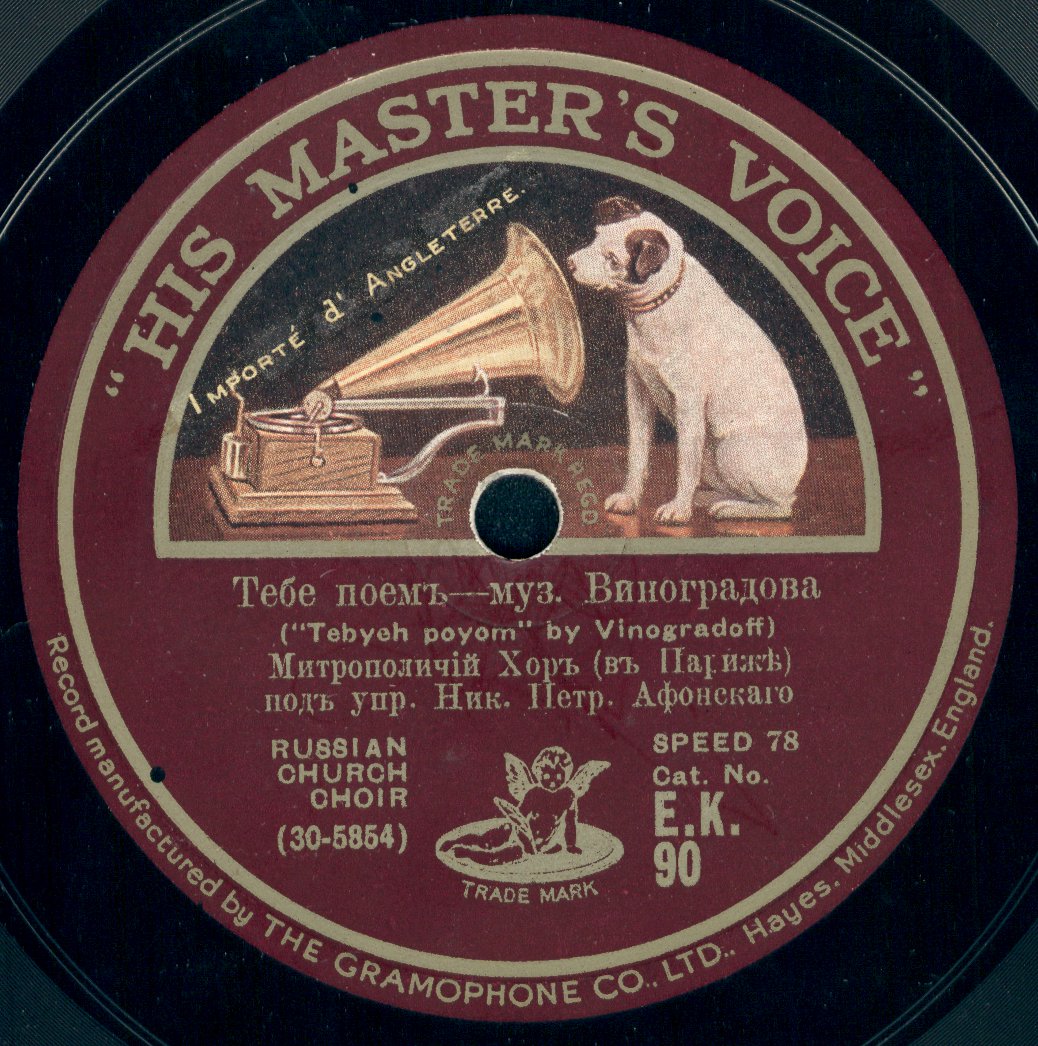 “HIS MASTER'S VOICE”
IMPORTÉ d' ANGLETERRE.
TRADE MARK REGD
Тебе поемъ—муз. Виноградова
("Tebyeh poyom" by Vinogradoff)
Митрополичій Хоръ (въ Парижѣ)
подъ упр. Ник. Петр. Афонскаго
RUSSIAN
CHURCH
CHOIR
(30-5854)
SPEED 78
Cat. No.
E.K.
90
TRADE MARK
Record manufactured by THE GRAMOPHONE CO., LTD., Hayes, Middlesex, England.